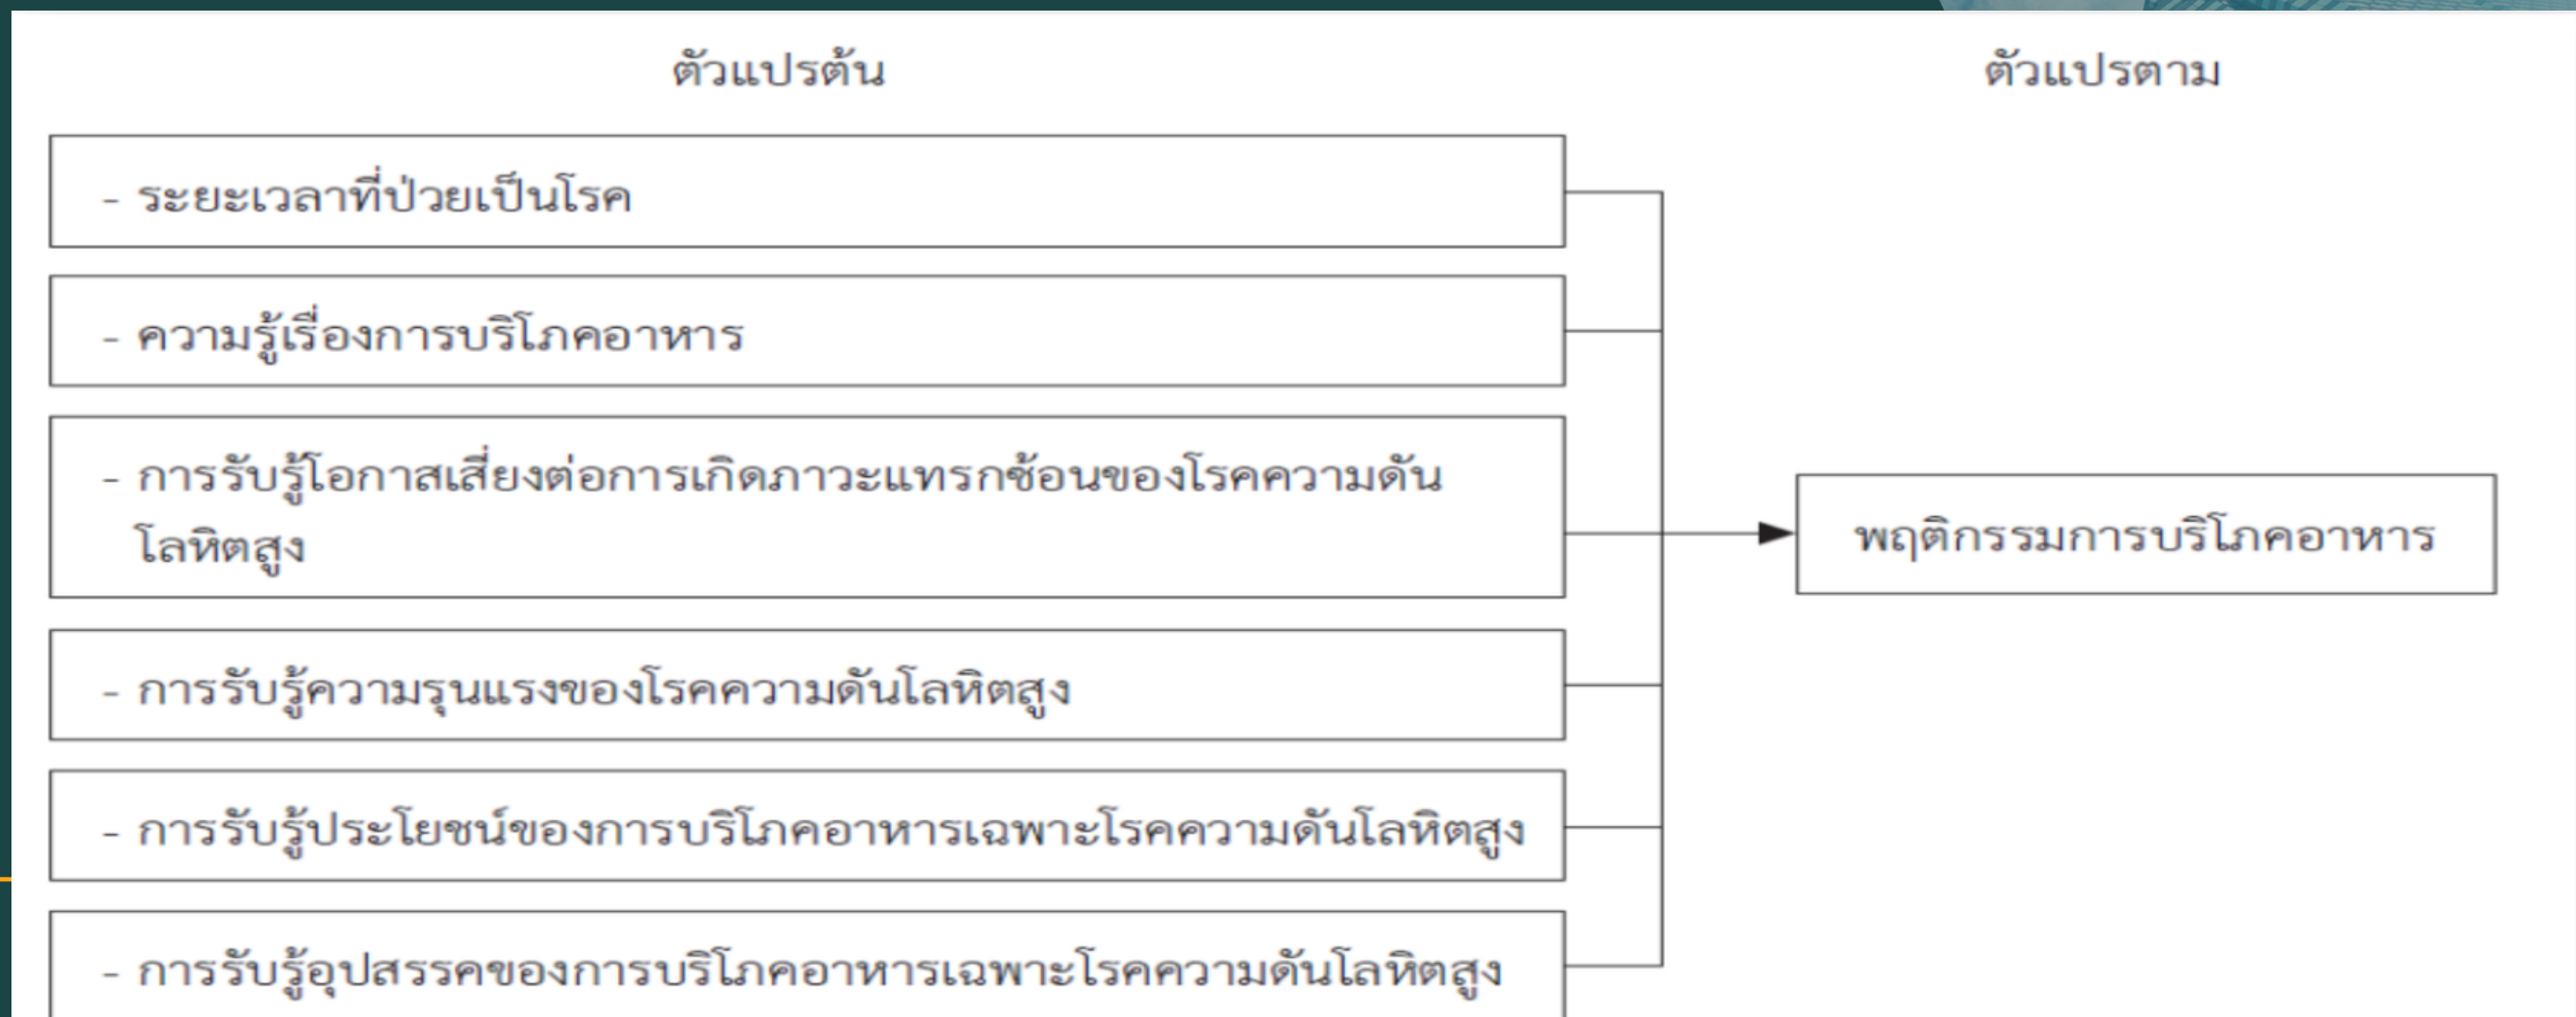 ตัวแปรต้น
ตัวแปรตาม
- ระยะเวลาที่ป่วยเป็นโรค
- ความรู้เรื่องการบริโภคอาหาร
- การรับรู้โอกาสเสี่ยงต่อการเกิดภาวะแทรกซ้อนของโรคความดัน
โลหิตสูง
พฤติกรรมการบริโภคอาหาร
- การรับรู้ความรุนแรงของโรคความดันโลหิตสูง
- การรับรู้ประโยชน์ของการบริโภคอาหารเฉพาะโรคความดันโลหิตสูง
- การรับรู้อุปสรรคของการบริโภคอาหารเฉพาะโรคความดันโลหิตสูง